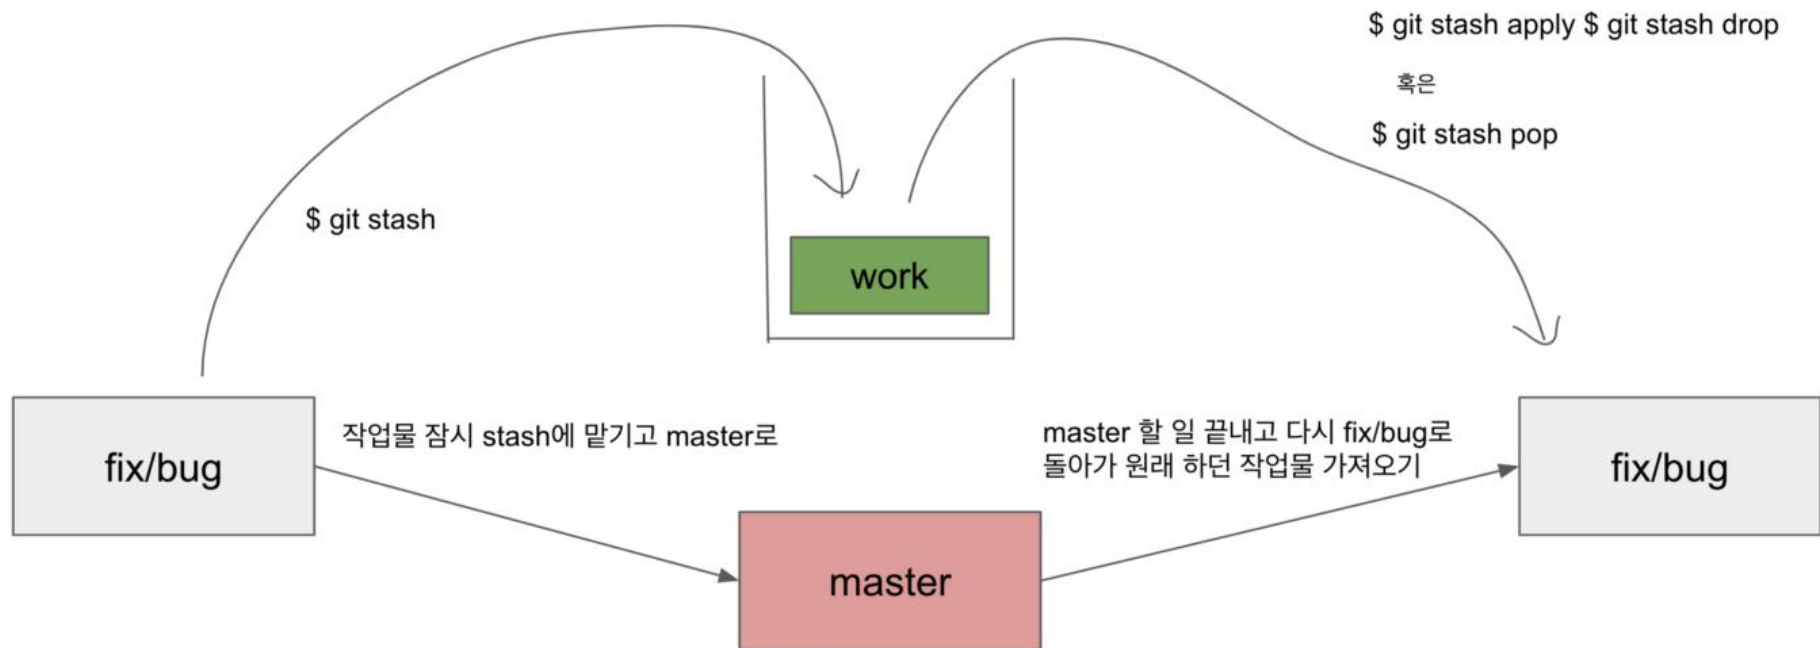 $ git stash apply $ git stash drop
혹은
$ git stash pop
$ git stash
work
작업물 잠시 stash에 맡기고 master로
master 할 일 끝내고 다시 fix/bug로
돌아가 원래 하던 작업물 가져오기
fix/bug
fix/bug
master